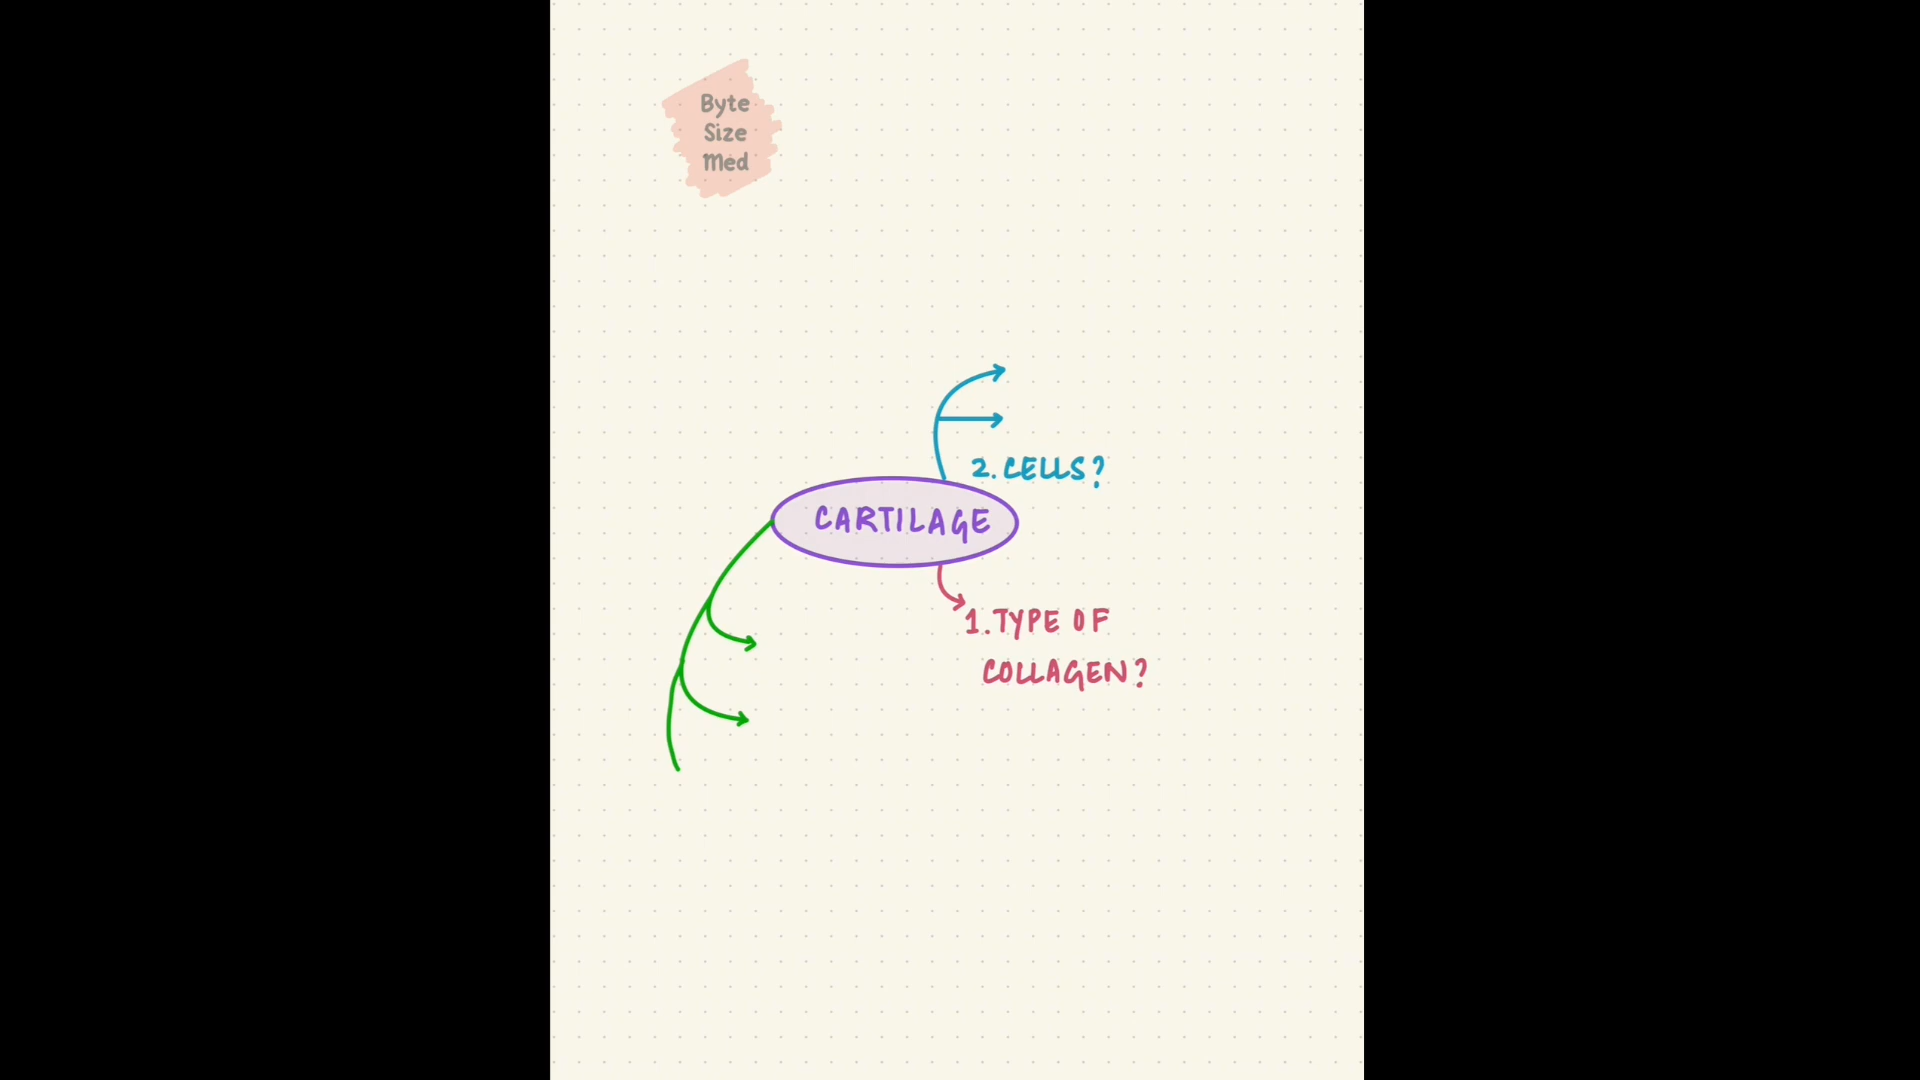 Byte
Size
Med
2. CELLS?
CARTILAGE
1. TYPE OF
COLLAGEN?